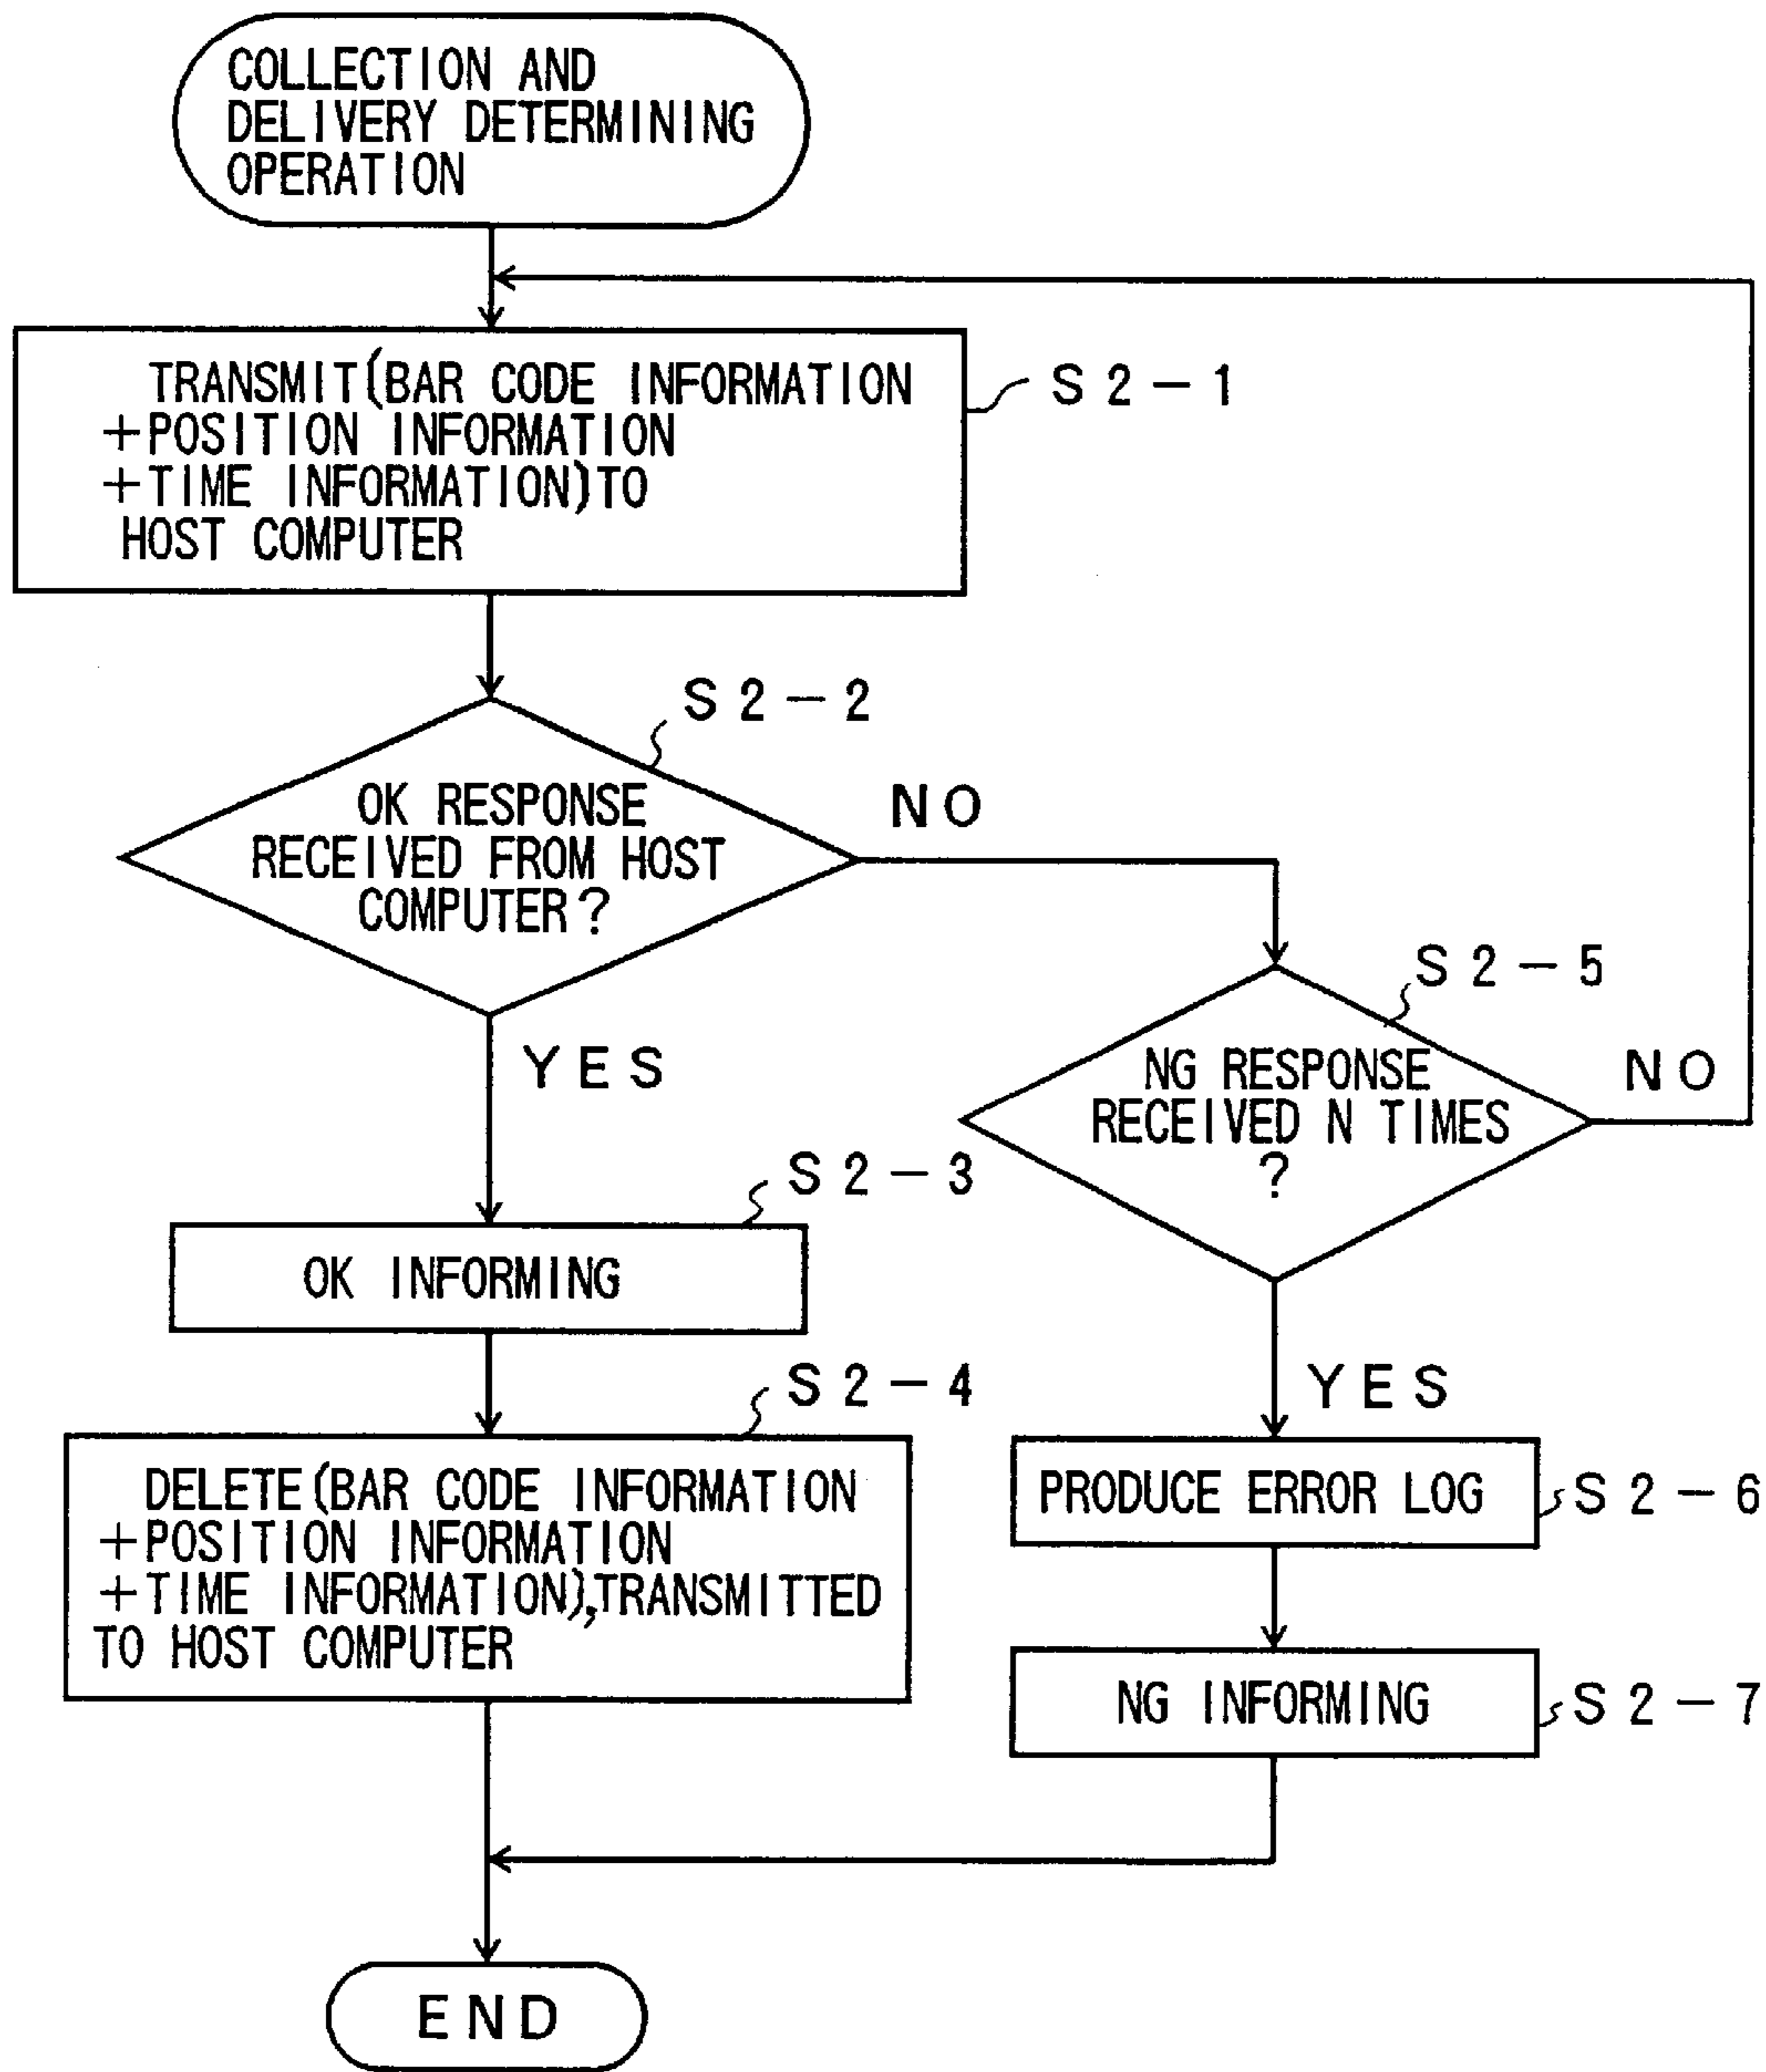 COLLECTION AND
DELIVERY DETERMINING
OPERATION
TRANSMIT(BAR CODE INFORMATION
+POSITION INFORMATION
+TIME INFORMATION)TO
HOST COMPUTER
S2-1
S2-2
OK RESPONSE
RECEIVED FROM HOST
COMPUTER?
NO
YES
S2-5
NG RESPONSE
RECEIVED N TIMES
?
NO
YES
S2-3
OK INFORMING
S2-4
DELETE(BAR CODE INFORMATION
+POSITION INFORMATION
+TIME INFORMATION),TRANSMITTED
TO HOST COMPUTER
PRODUCE ERROR LOG
S2-6
NG INFORMING
S2-7
END